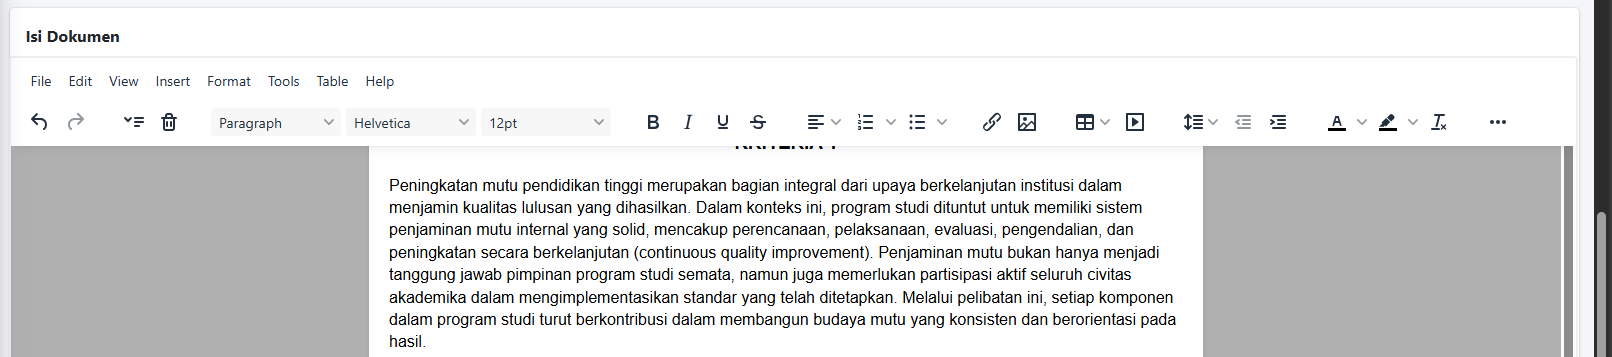 Isi Dokumen
File Edit View Insert Format Tools Table Help
Paragraph Helvetica 12pt B I U S A
Peningkatan mutu pendidikan tinggi merupakan bagian integral dari upaya berkelanjutan institusi dalam
menjamin kualitas lulusan yang dihasilkan. Dalam konteks ini, program studi dituntut untuk memiliki sistem
penjaminan mutu internal yang solid, mencakup perencanaan, pelaksanaan, evaluasi, pengendalian, dan
peningkatan secara berkelanjutan (continuous quality improvement). Penjaminan mutu bukan hanya menjadi
tanggung jawab pimpinan program studi semata, namun juga memerlukan partisipasi aktif seluruh civitas
akademika dalam mengimplementasikan standar yang telah ditetapkan. Melalui pelibatan ini, setiap komponen
dalam program studi turut berkontribusi dalam membangun budaya mutu yang konsisten dan berorientasi pada
hasil.